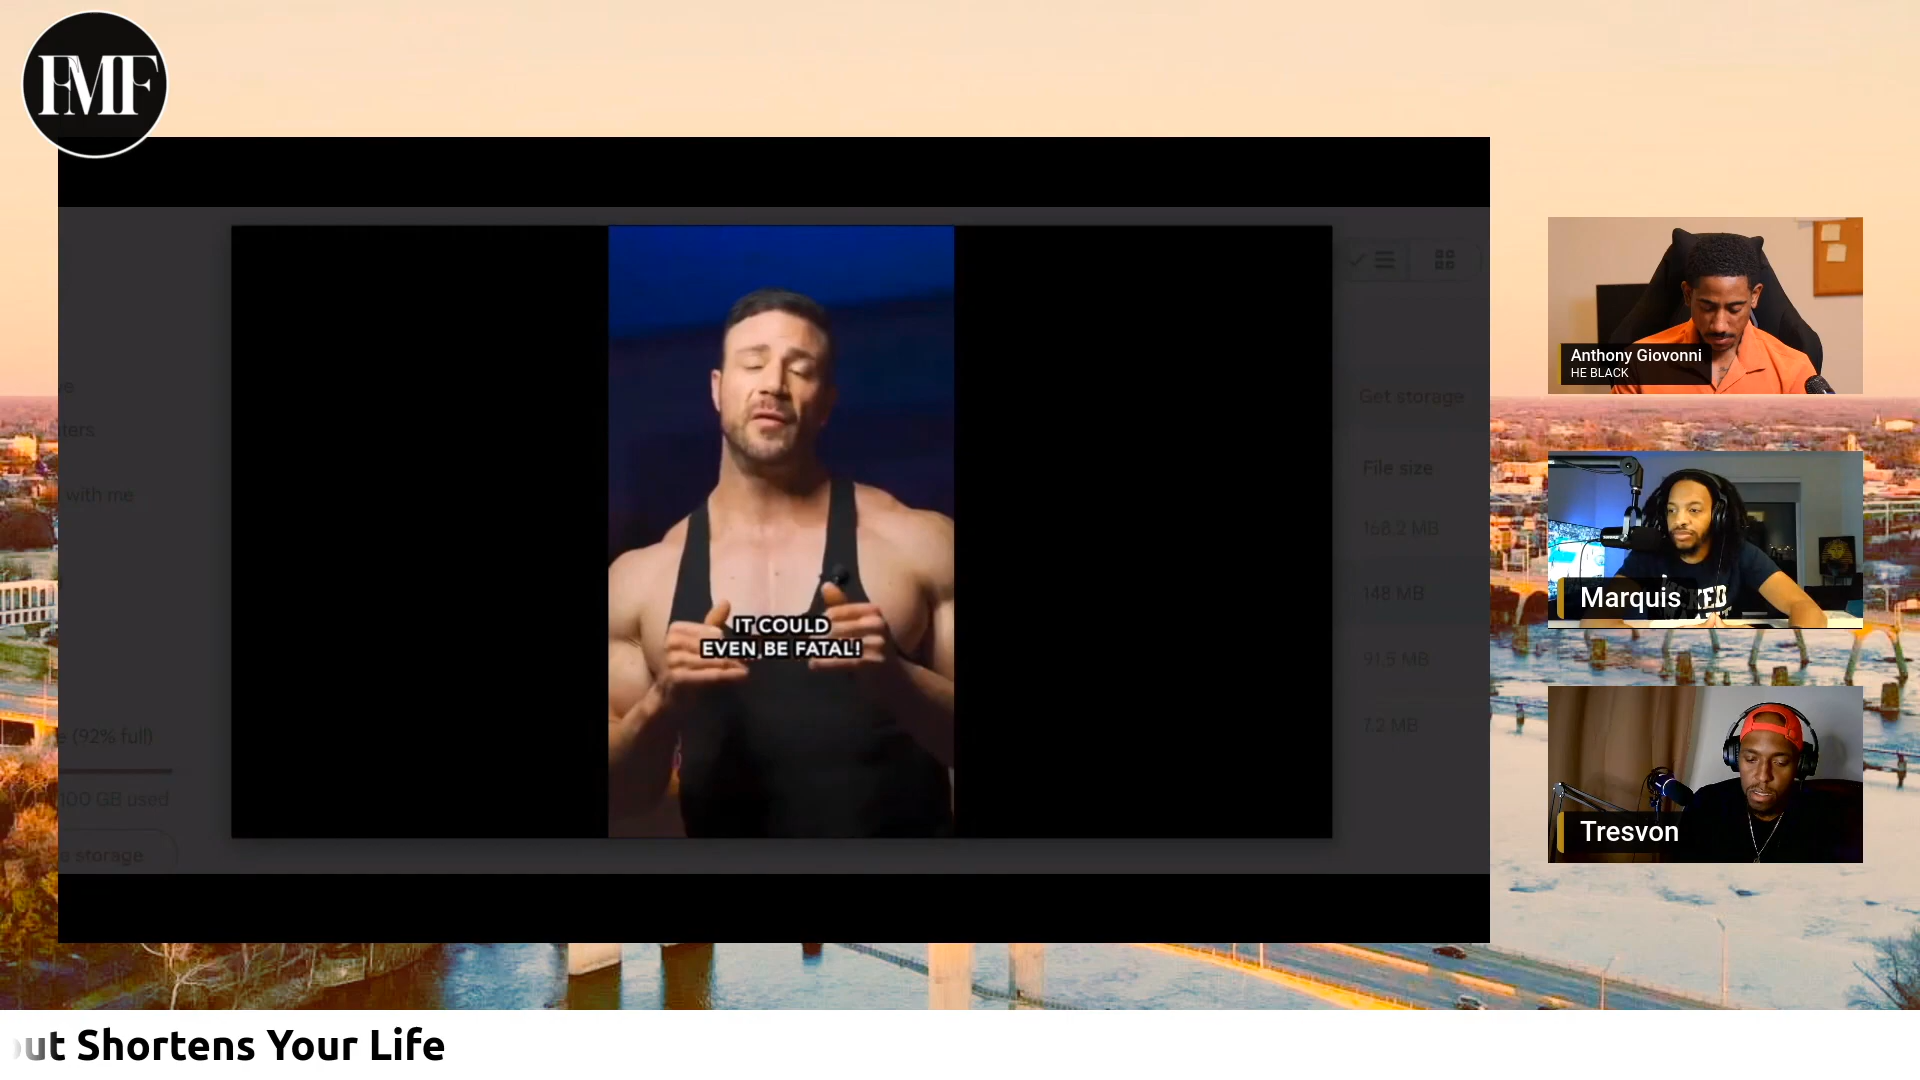 FMF
IT COULD
EVEN BE FATAL!
Get storage
File size
with me
168.2 MB
148 MB
91.5 MB
7.2 MB
(92% full)
100 GB used
storage
Anthony Giovonni
HE BLACK
Marquis
Tresvon
Shortens Your Life